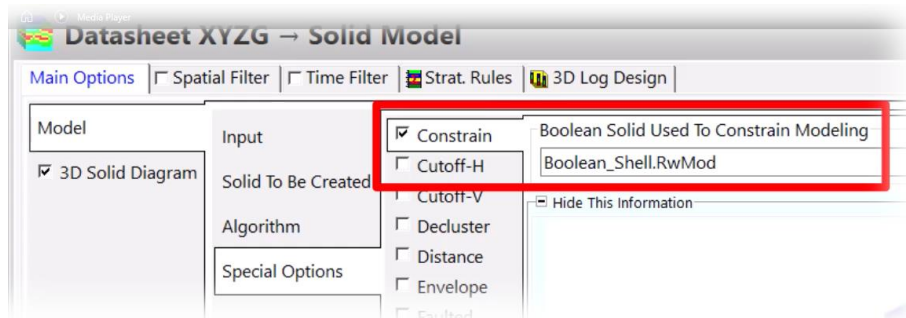 Media Player
Datasheet XYZG → Solid Model
Main Options Spatial Filter Time Filter Strat. Rules 3D Log Design
Model
3D Solid Diagram
Input
Solid To Be Created
Algorithm
Special Options
Constrain
Cutoff-H
Cutoff-V
Decluster
Distance
Envelope
Faulted
Boolean Solid Used To Constrain Modeling
Boolean_Shell.RwMod
Hide This Information